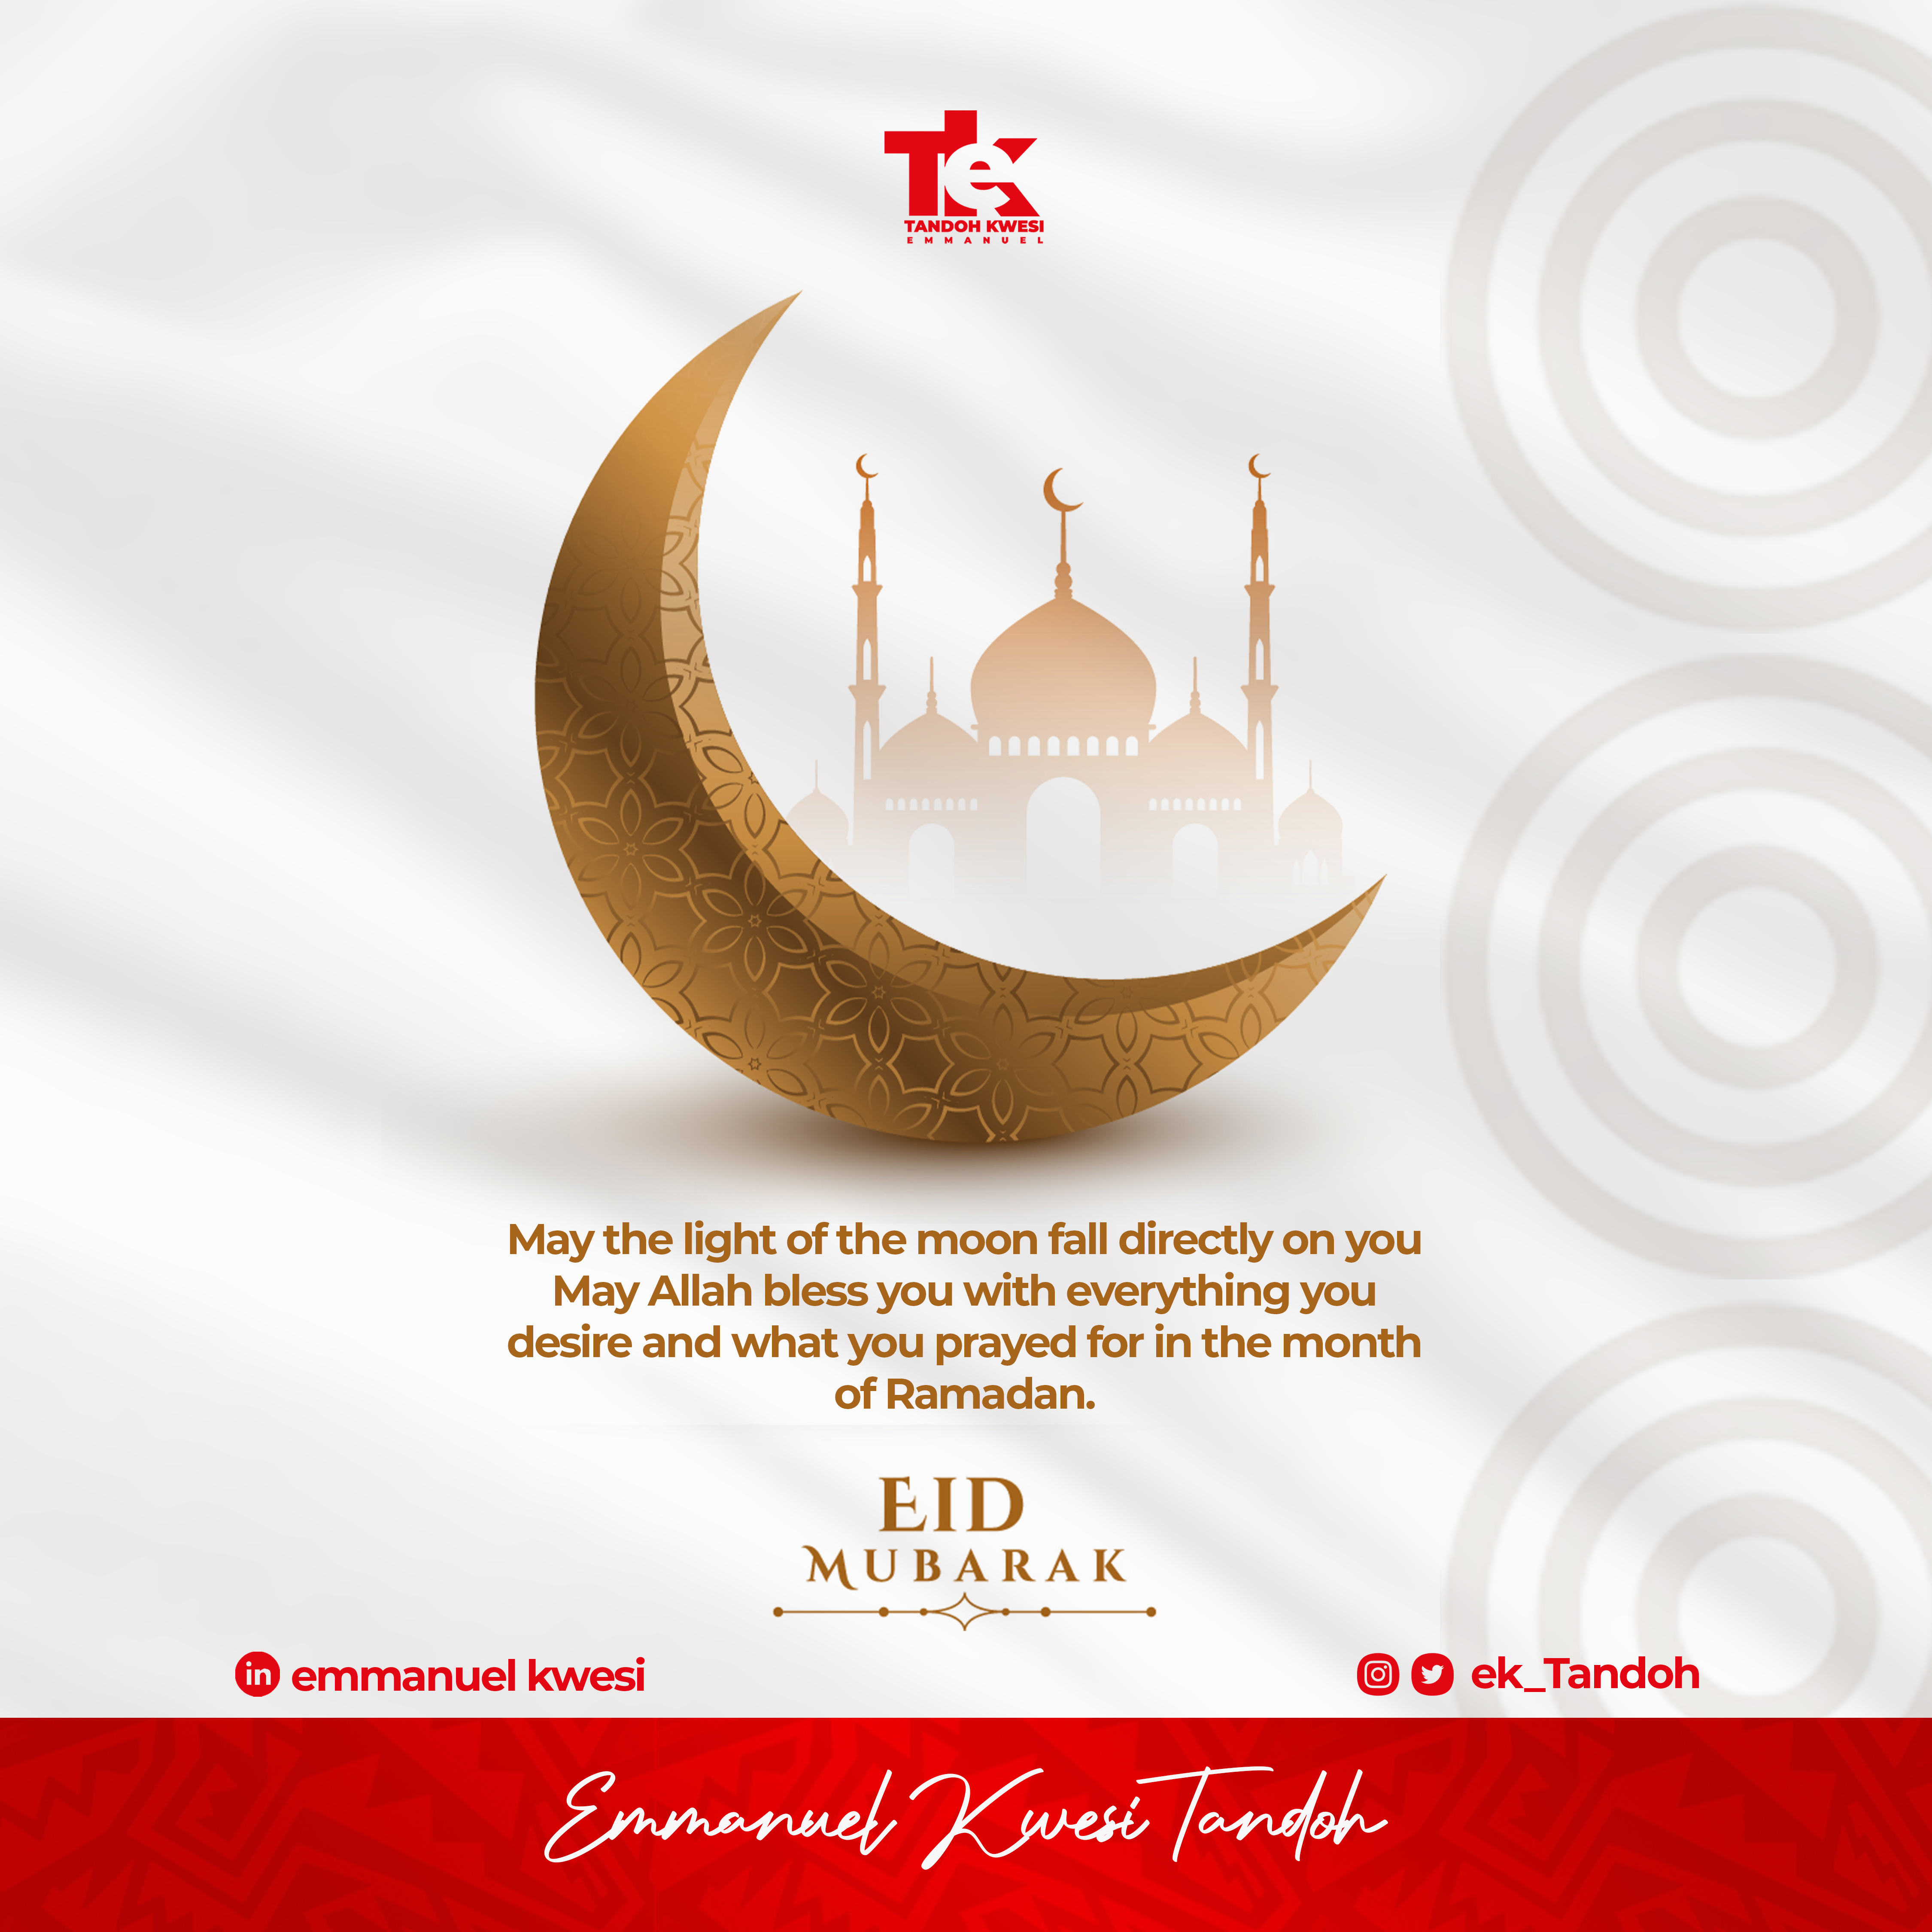 Tek
TANDOH KWESI
EMMANUEL
May the light of the moon fall directly on you
May Allah bless you with everything you
desire and what you prayed for in the month
of Ramadan.
EID
MUBARAK
in emmanuel kwesi
ek_Tandoh
Emmanuel Kwesi Tandoh